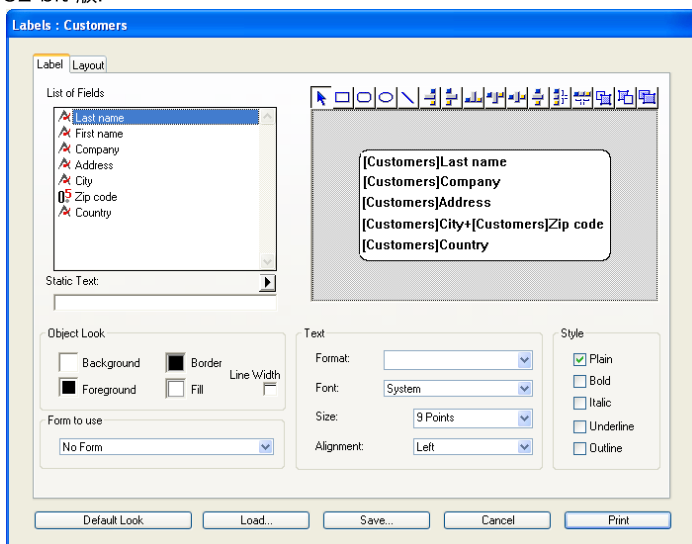 32-bit 版:
Labels : Customers
Label Layout
List of Fields
Last name
First name
Company
Address
City
Zip code
Country
Static Text:
[Customers]Last name
[Customers]Company
[Customers]Address
[Customers]City+[Customers]Zip code
[Customers]Country
Object Look
Background Border
Foreground Fill Line Width
Form to use
No Form
Text
Format:
Font: System
Size: 9 Points
Alignment: Left
Style
Plain
Bold
Italic
Underline
Outline
Default Look Load... Save... Cancel Print